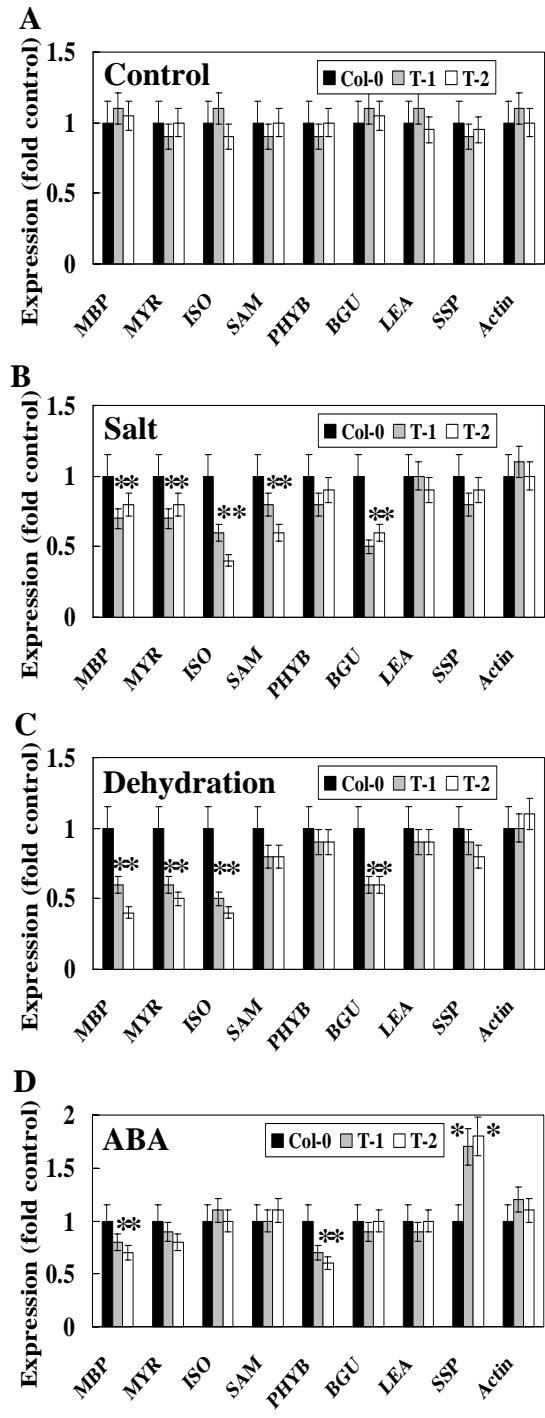 A
Expression (fold control)
1.5
1
0.5
0
Control
Col-0 T-1 T-2
MBP MYR ISO SAM PHYB BGU LEA SSP Actin
B
Expression (fold control)
1.5
1
0.5
0
Salt
Col-0 T-1 T-2
** ** ** ** **
MBP MYR ISO SAM PHYB BGU LEA SSP Actin
C
Expression (fold control)
1.5
1
0.5
0
Dehydration
Col-0 T-1 T-2
** ** ** **
MBP MYR ISO SAM PHYB BGU LEA SSP Actin
D
Expression (fold control)
2
1.5
1
0.5
0
ABA
Col-0 T-1 T-2
** ** * *
MBP MYR ISO SAM PHYB BGU LEA SSP Actin